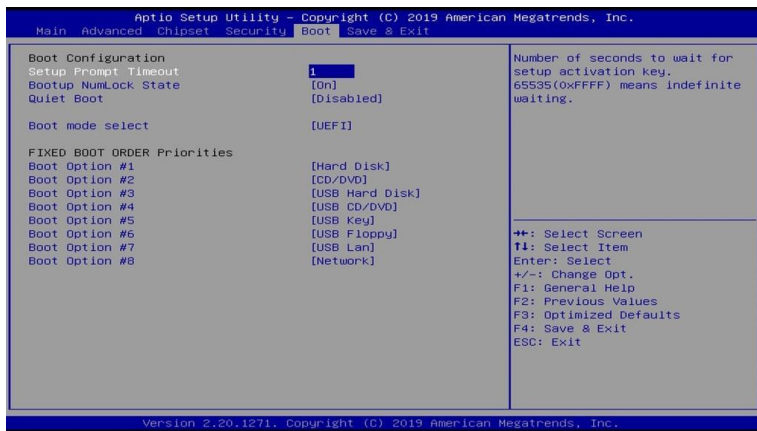 Aptio Setup Utility – Copyright (C) 2019 American Megatrends, Inc.
Main Advanced Chipset Security Boot Save & Exit
Boot Configuration
Setup Prompt Timeout 1
Bootup NumLock State [On]
Quiet Boot [Disabled]
Boot mode select [UEFI]
FIXED BOOT ORDER Priorities
Boot Option #1 [Hard Disk]
Boot Option #2 [CD/DVD]
Boot Option #3 [USB Hard Disk]
Boot Option #4 [USB CD/DVD]
Boot Option #5 [USB Key]
Boot Option #6 [USB Floppy]
Boot Option #7 [USB Lan]
Boot Option #8 [Network]
Number of seconds to wait for
setup activation key.
65535(0xFFFF) means indefinite
waiting.
→←: Select Screen
↑↓: Select Item
Enter: Select
+/-: Change Opt.
F1: General Help
F2: Previous Values
F3: Optimized Defaults
F4: Save & Exit
ESC: Exit
Version 2.20.1271. Copyright (C) 2019 American Megatrends, Inc.